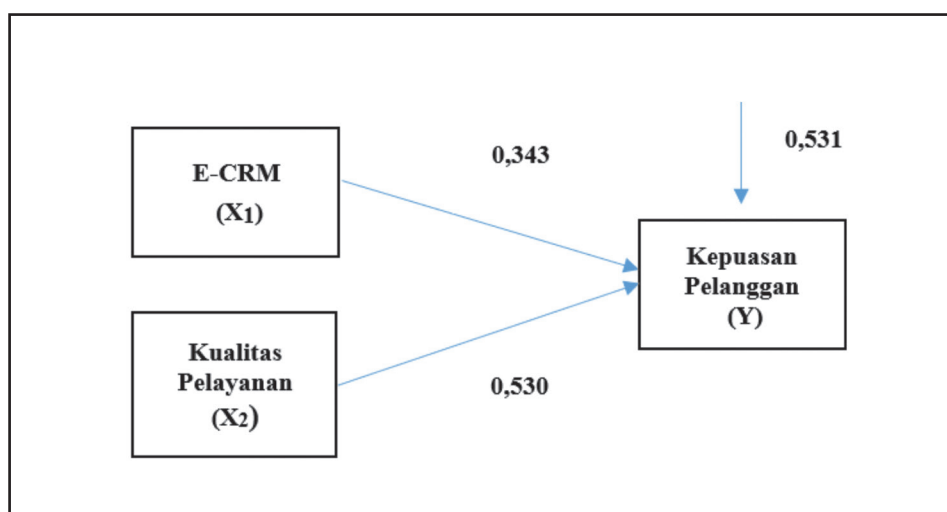 E-CRM
(X1)
0,343
0,531
Kepuasan
Pelanggan
(Y)
Kualitas
Pelayanan
(X2)
0,530